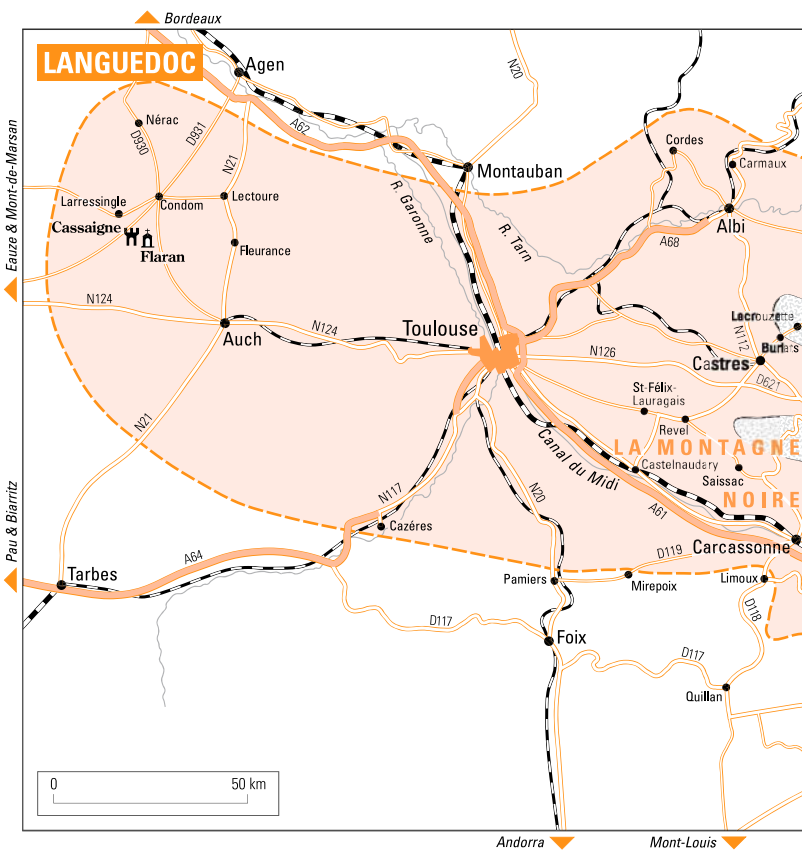 Bordeaux
LANGUEDOC
Agen
N20
A62
Nérac
D930
D931
N21
Cordes
Carmaux
Montauban
Eauze & Mont-de-Marsan
Larressingle
Condom
Lectoure
R. Garonne
R. Tarn
Albi
Cassaigne
Flaran
Fleurance
A68
N124
N124
Auch
Toulouse
Lacrouzette
N112
Burlats
N126
Castres
D621
St-Félix-
Lauragais
Revel
N21
Canal du Midi
LA MONTAGNE
NOIRE
Castelnaudary
Saissac
N117
N20
A61
Cazéres
Pau & Biarritz
A64
Carcassonne
D119
Tarbes
Pamiers
Mirepoix
Limoux
D118
D117
Foix
D117
Quillan
0
50 km
Andorra
Mont-Louis